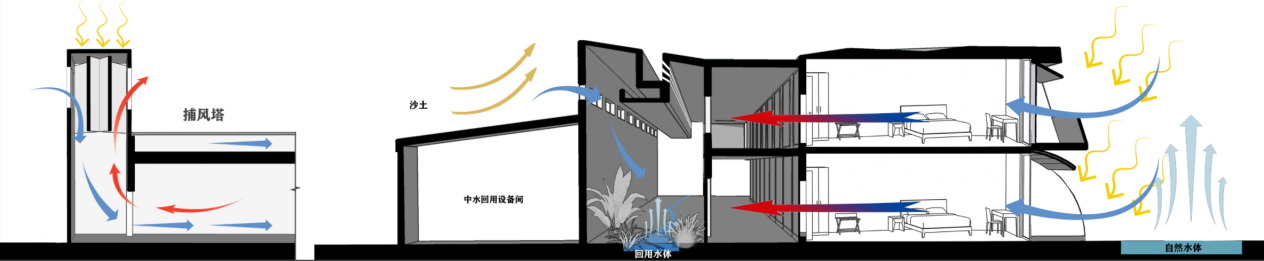 捕风塔
沙土
中水回用设备间
回用水体
自然水体